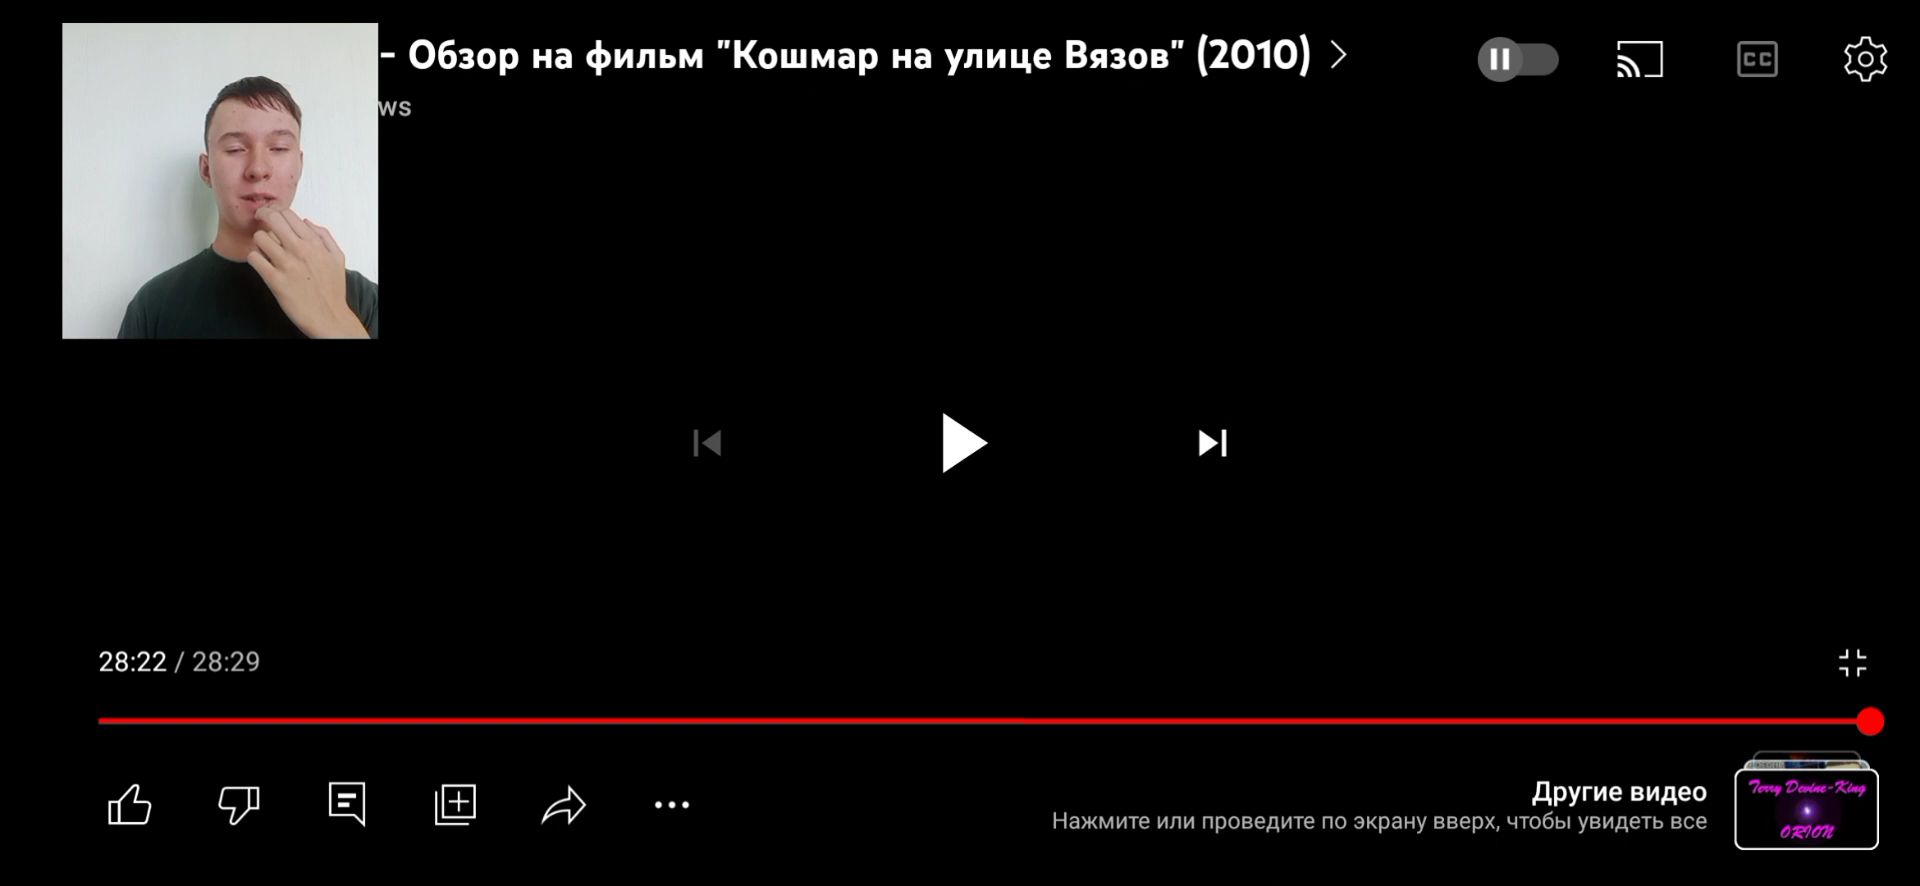 - Обзор на фильм "Кошмар на улице Вязов" (2010)
ws
CC
28:22 / 28:29
Другие видео
Нажмите или проведите по экрану вверх, чтобы увидеть все
Terry Devine-King
ORION